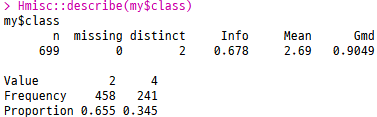 > Hmisc::describe(my$class)
my$class
n missing distinct Info Mean Gmd
699 0 2 0.678 2.69 0.9049
Value 2 4
Frequency 458 241
Proportion 0.655 0.345